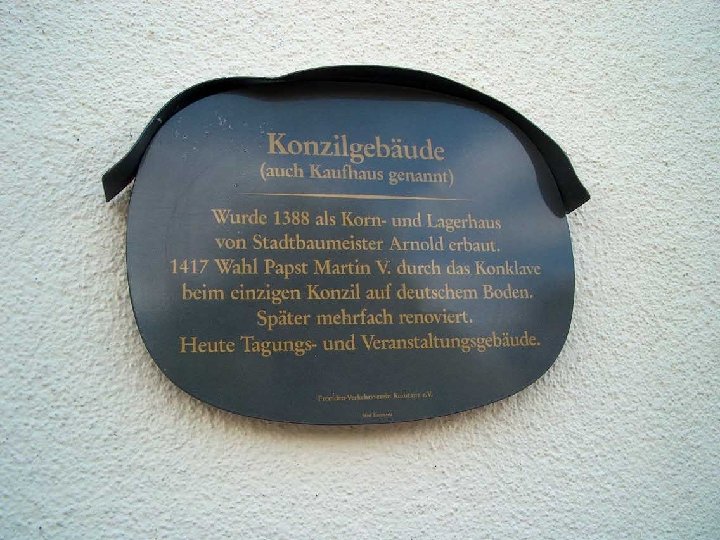 Konzilgebäude
(auch Kaufhaus genannt)
Wurde 1388 als Korn- und Lagerhaus
von Stadtbaumeister Arnold erbaut.
1417 Wahl Papst Martin V. durch das Konklave
beim einzigen Konzil auf deutschem Boden.
Später mehrfach renoviert.
Heute Tagungs- und Veranstaltungsgebäude.
e.V.